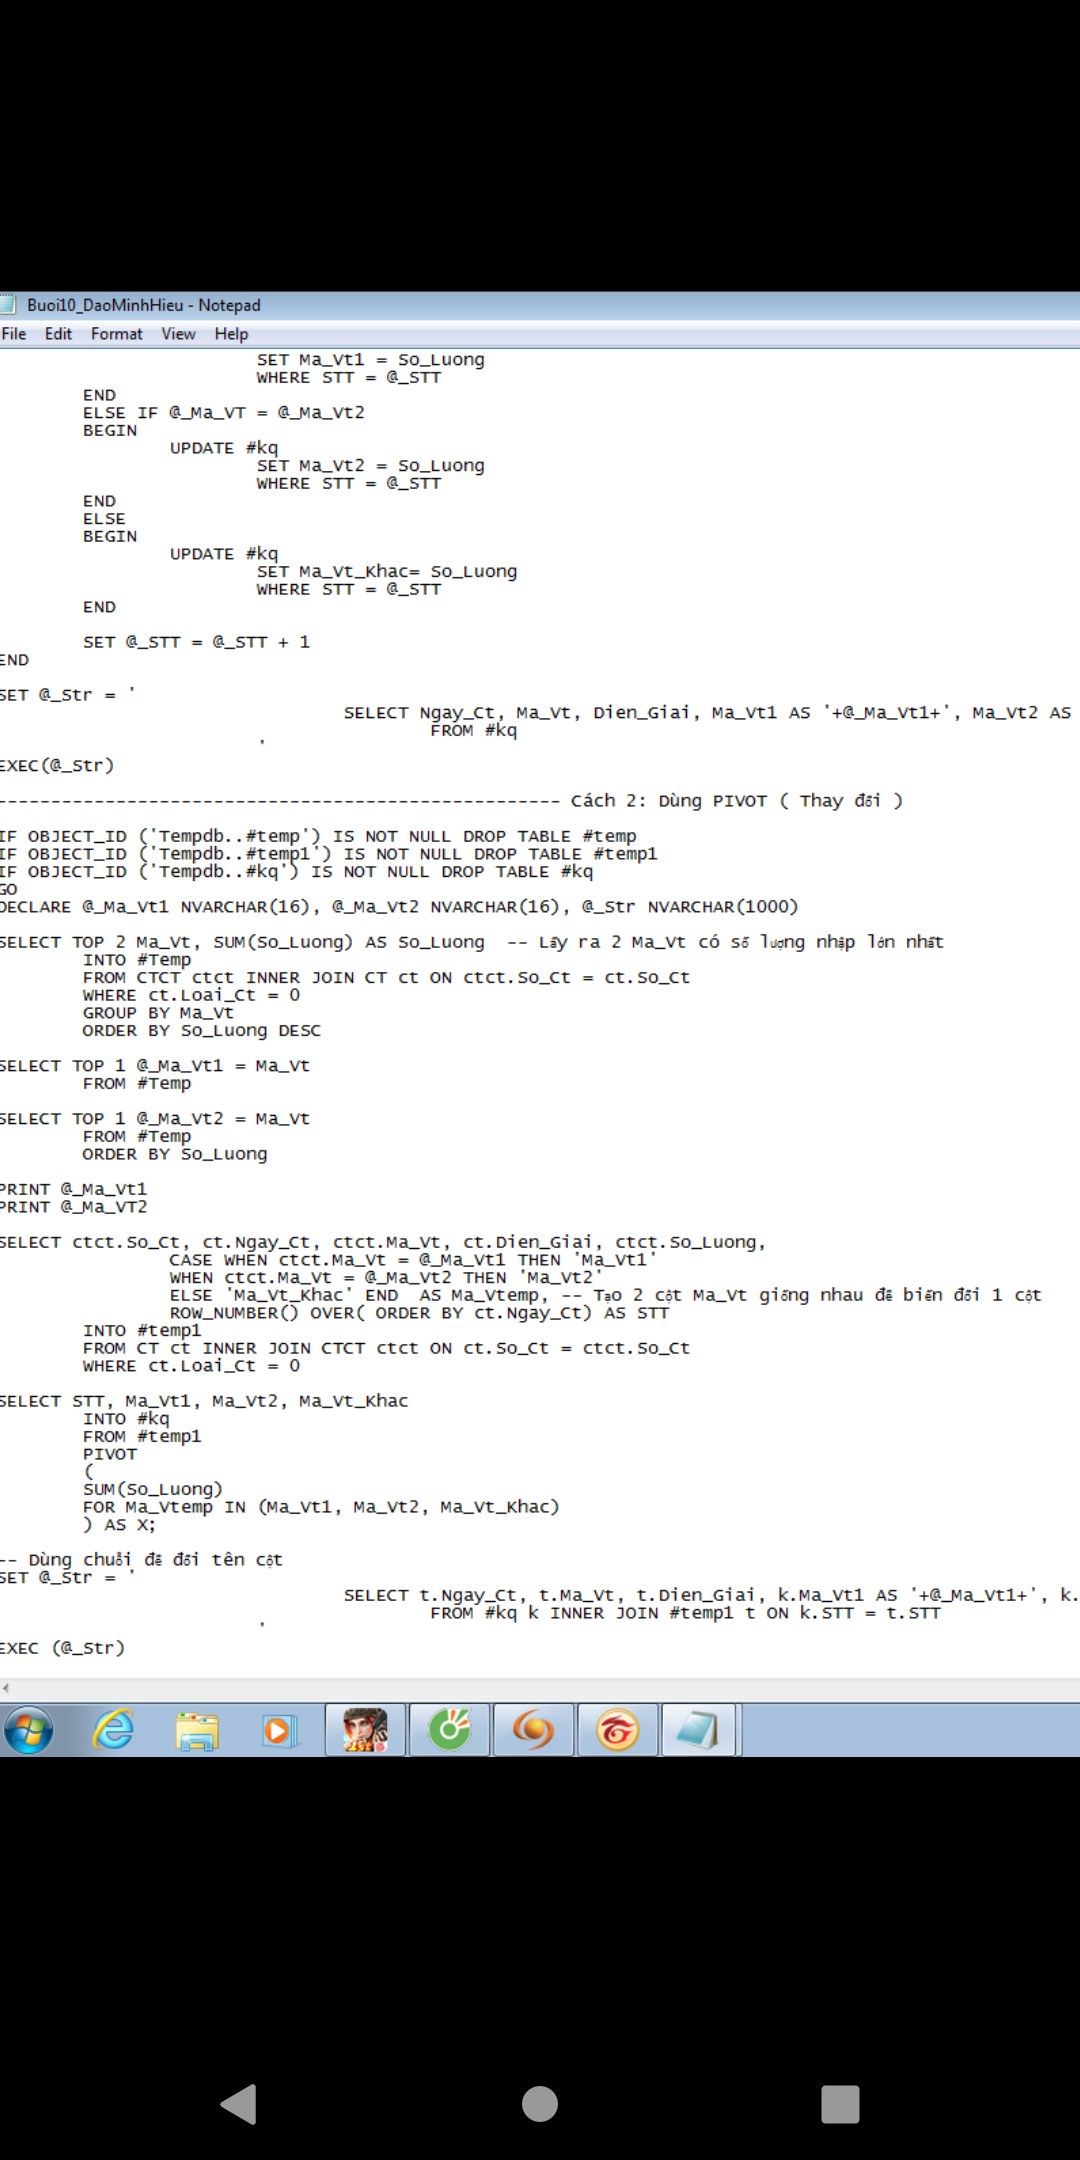 Buoi10_DaoMinhHieu - Notepad
File Edit Format View Help
SET Ma_Vt1 = So_Luong
WHERE STT = @_STT
END
ELSE IF @_Ma_VT = @_Ma_Vt2
BEGIN
UPDATE #kq
SET Ma_Vt2 = So_Luong
WHERE STT = @_STT
END
ELSE
BEGIN
UPDATE #kq
SET Ma_Vt_Khac= So_Luong
WHERE STT = @_STT
END
SET @_STT = @_STT + 1
END
SET @_Str = '
SELECT Ngay_Ct, Ma_Vt, Dien_Giai, Ma_Vt1 AS '+@_Ma_Vt1+', Ma_Vt2 AS
FROM #kq
'
EXEC(@_Str)
---------------------------------------------------- Cách 2: Dùng PIVOT ( Thay đổi )
IF OBJECT_ID ('Tempdb..#temp') IS NOT NULL DROP TABLE #temp
IF OBJECT_ID ('Tempdb..#temp1') IS NOT NULL DROP TABLE #temp1
IF OBJECT_ID ('Tempdb..#kq') IS NOT NULL DROP TABLE #kq
GO
DECLARE @_Ma_Vt1 NVARCHAR(16), @_Ma_Vt2 NVARCHAR(16), @_Str NVARCHAR(1000)
SELECT TOP 2 Ma_Vt, SUM(So_Luong) AS So_Luong -- Lấy ra 2 Ma_Vt có số lượng nhập lớn nhất
INTO #Temp
FROM CTCT ctct INNER JOIN CT ct ON ctct.So_Ct = ct.So_Ct
WHERE ct.Loai_Ct = 0
GROUP BY Ma_Vt
ORDER BY So_Luong DESC
SELECT TOP 1 @_Ma_Vt1 = Ma_Vt
FROM #Temp
SELECT TOP 1 @_Ma_Vt2 = Ma_Vt
FROM #Temp
ORDER BY So_Luong
PRINT @_Ma_Vt1
PRINT @_Ma_VT2
SELECT ctct.So_Ct, ct.Ngay_Ct, ctct.Ma_Vt, ct.Dien_Giai, ctct.So_Luong,
CASE WHEN ctct.Ma_Vt = @_Ma_Vt1 THEN 'Ma_Vt1'
WHEN ctct.Ma_Vt = @_Ma_Vt2 THEN 'Ma_Vt2'
ELSE 'Ma_Vt_Khac' END AS Ma_Vtemp, -- Tạo 2 cột Ma_Vt giống nhau để biến đổi 1 cột
ROW_NUMBER() OVER( ORDER BY ct.Ngay_Ct) AS STT
INTO #temp1
FROM CT ct INNER JOIN CTCT ctct ON ct.So_Ct = ctct.So_Ct
WHERE ct.Loai_Ct = 0
SELECT STT, Ma_Vt1, Ma_Vt2, Ma_Vt_Khac
INTO #kq
FROM #temp1
PIVOT
(
SUM(So_Luong)
FOR Ma_Vtemp IN (Ma_Vt1, Ma_Vt2, Ma_Vt_Khac)
) AS X;
-- Dùng chuỗi để đổi tên cột
SET @_Str = '
SELECT t.Ngay_Ct, t.Ma_Vt, t.Dien_Giai, k.Ma_Vt1 AS '+@_Ma_Vt1+', k.
FROM #kq k INNER JOIN #temp1 t ON k.STT = t.STT
'
EXEC (@_Str)